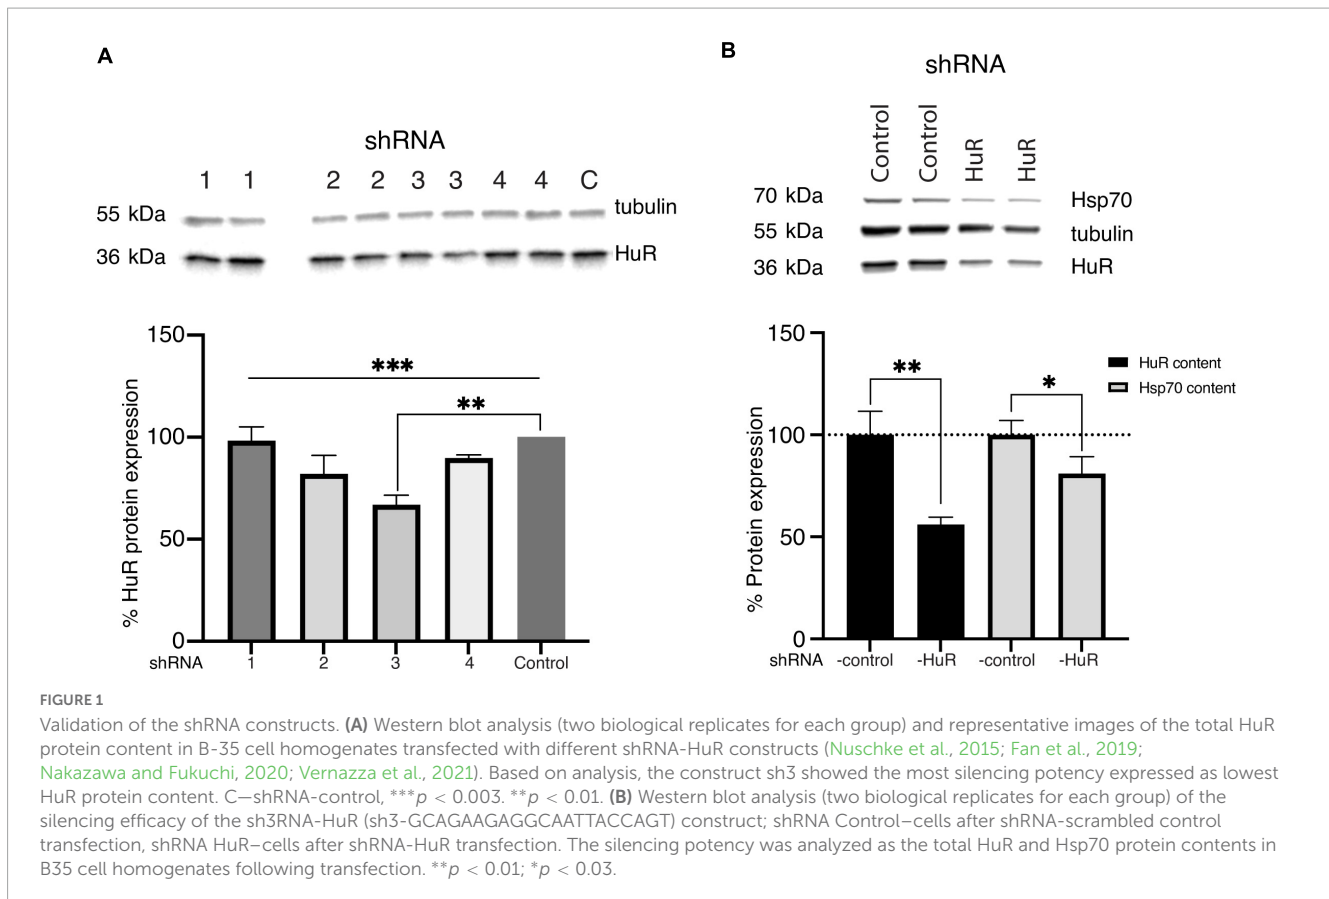 A
shRNA
1 1 2 2 3 3 4 4 C
55 kDa tubulin
36 kDa HuR
150
100
50
0
% HuR protein expression
***
**
shRNA 1 2 3 4 Control
B
shRNA
Control Control HuR HuR
70 kDa Hsp70
55 kDa tubulin
36 kDa HuR
150
100
50
0
% Protein expression
**
*
HuR content
Hsp70 content
shRNA -control -HuR -control -HuR
FIGURE 1
Validation of the shRNA constructs. (A) Western blot analysis (two biological replicates for each group) and representative images of the total HuR
protein content in B-35 cell homogenates transfected with different shRNA-HuR constructs (Nuschke et al., 2015; Fan et al., 2019;
Nakazawa and Fukuchi, 2020; Vernazza et al., 2021). Based on analysis, the construct sh3 showed the most silencing potency expressed as lowest
HuR protein content. C—shRNA-control, ***p < 0.003. **p < 0.01. (B) Western blot analysis (two biological replicates for each group) of the
silencing efficacy of the sh3RNA-HuR (sh3-GCAGAAGAGGCAATTACCAGT) construct; shRNA Control–cells after shRNA-scrambled control
transfection, shRNA HuR–cells after shRNA-HuR transfection. The silencing potency was analyzed as the total HuR and Hsp70 protein contents in
B35 cell homogenates following transfection. **p < 0.01; *p < 0.03.